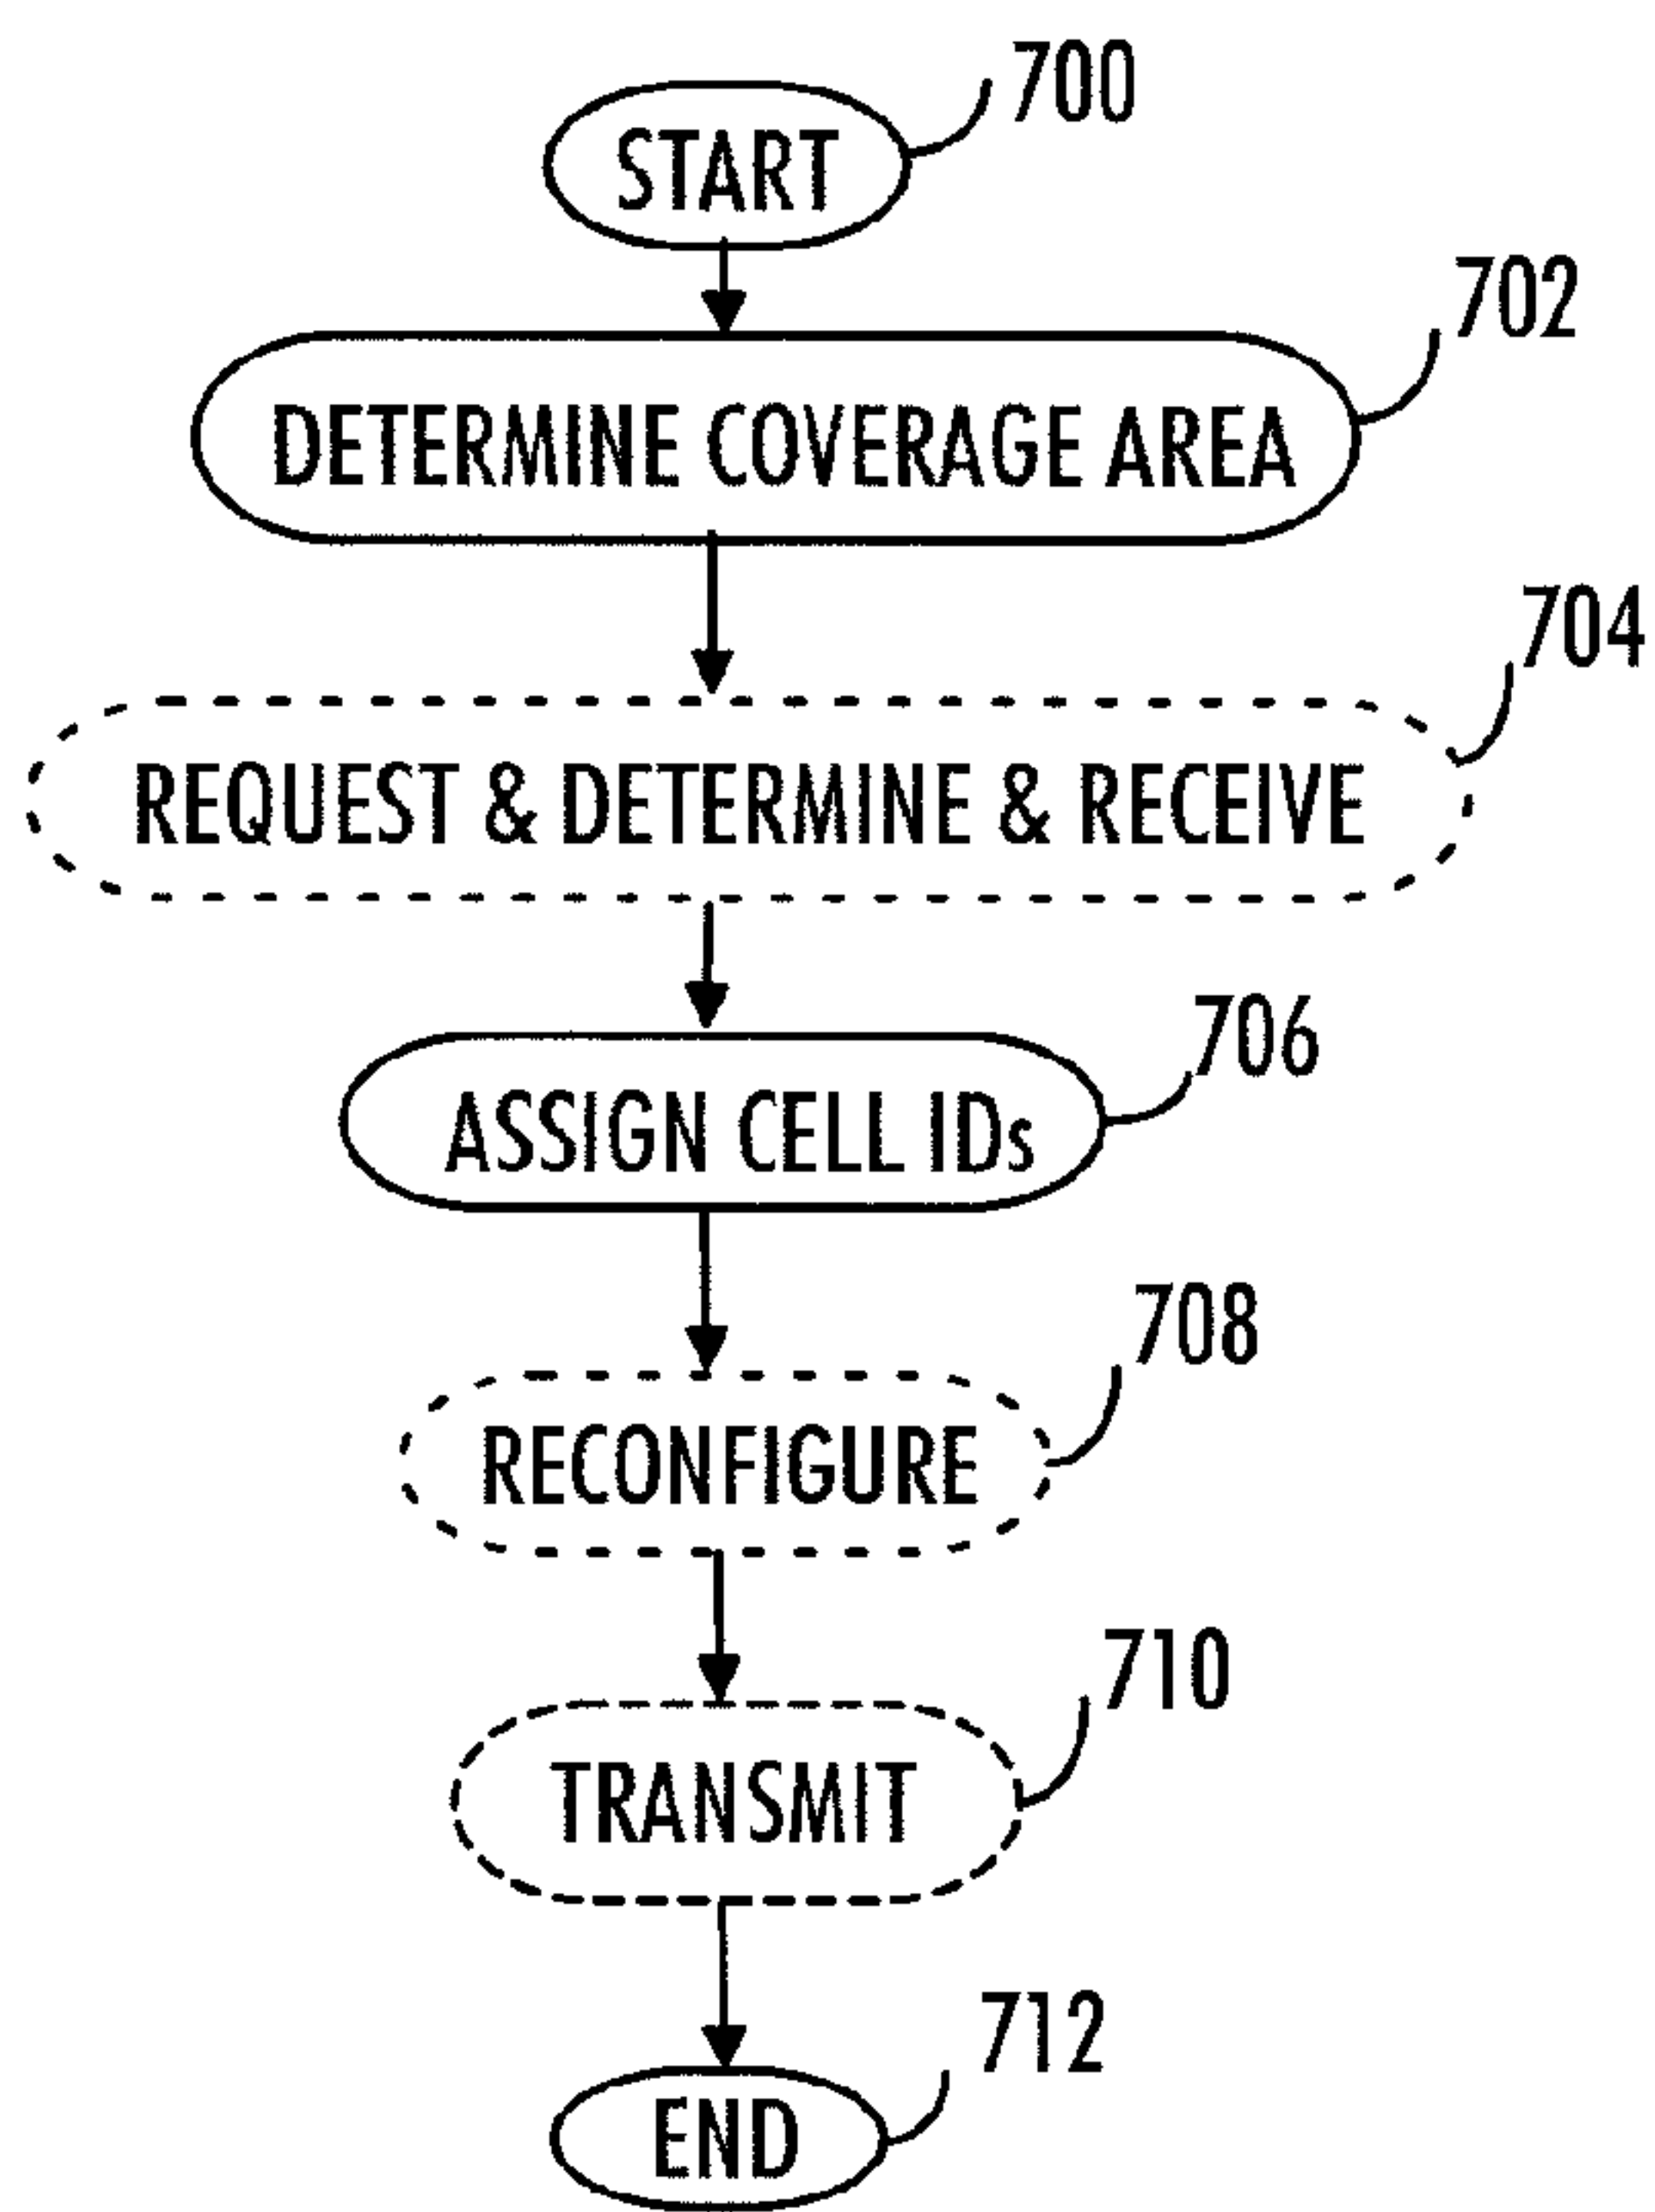 700
START
702
DETERMINE COVERAGE AREA
704
REQUEST & DETERMINE & RECEIVE
706
ASSIGN CELL IDs
708
RECONFIGURE
710
TRANSMIT
712
END